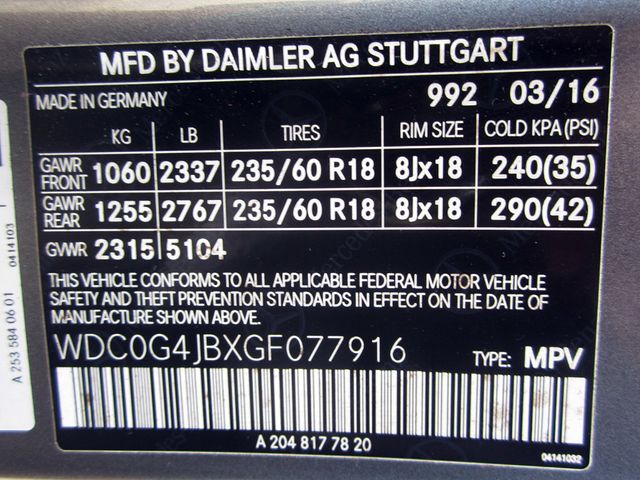 MFD BY DAIMLER AG STUTTGART
MADE IN GERMANY 992 03/16
KG LB TIRES RIM SIZE COLD KPA (PSI)
GAWR FRONT 1060 2337 235/60 R18 8Jx18 240(35)
GAWR REAR 1255 2767 235/60 R18 8Jx18 290(42)
GVWR 2315 5104
THIS VEHICLE CONFORMS TO ALL APPLICABLE FEDERAL MOTOR VEHICLE
SAFETY AND THEFT PREVENTION STANDARDS IN EFFECT ON THE DATE
OF MANUFACTURE SHOWN ABOVE.
WDC0G4JBXGF077916 TYPE: MPV
A 204 817 78 20
04141032
A 253 584 06 01
0414103